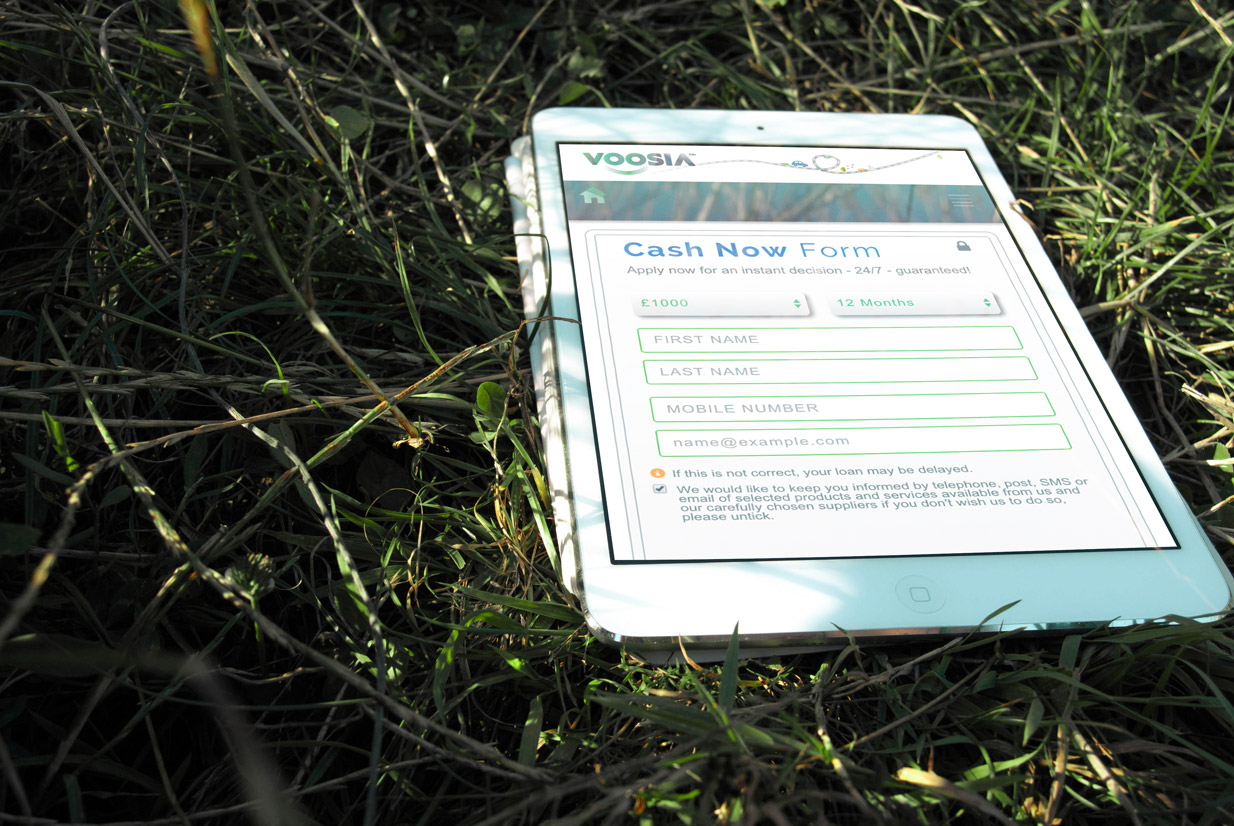 VOOSIA™
Cash Now Form
Apply now for an instant decision - 24/7 - guaranteed!
£1000
12 Months
FIRST NAME
LAST NAME
MOBILE NUMBER
name@example.com
If this is not correct, your loan may be delayed.
We would like to keep you informed by telephone, post, SMS or
email of selected products and services available from us and
our carefully chosen suppliers if you don't wish us to do so,
please untick.